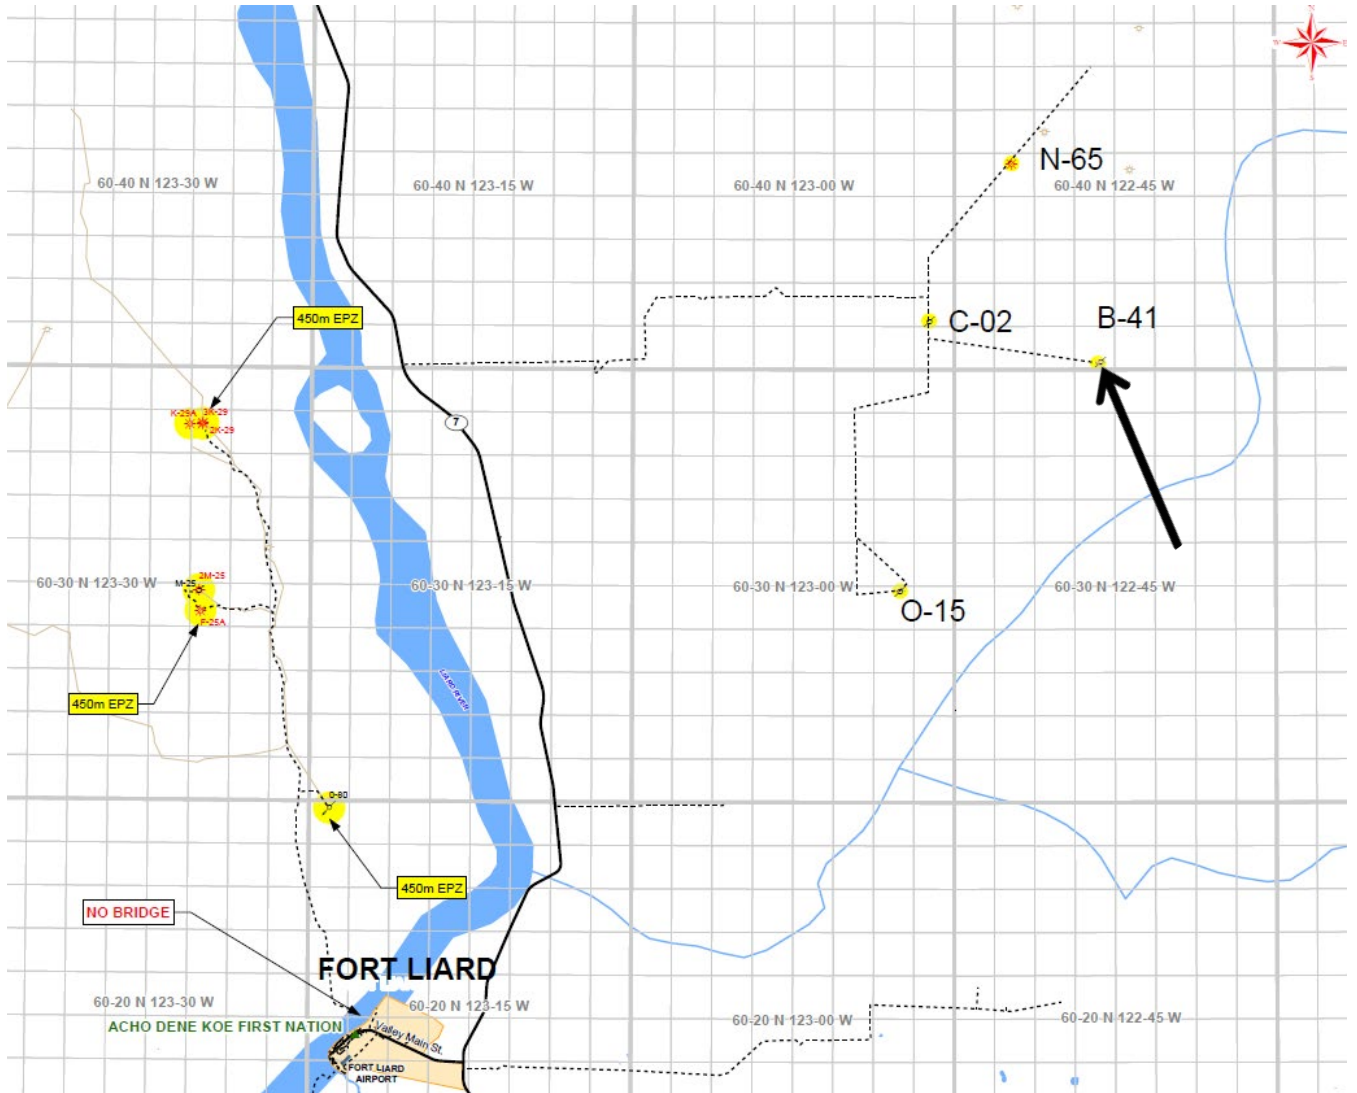 N
W
E
S
N-65
60-40 N 123-30 W
60-40 N 123-15 W
60-40 N 123-00 W
60-40 N 122-45 W
450m EPZ
C-02
B-41
K-29A
3K-29
2K-29
7
60-30 N 123-30 W
M-25
2M-25
F-25A
60-30 N 123-15 W
60-30 N 123-00 W
60-30 N 122-45 W
O-15
450m EPZ
LIARD RIVER
O-80
450m EPZ
NO BRIDGE
FORT LIARD
60-20 N 123-30 W
60-20 N 123-15 W
60-20 N 123-00 W
60-20 N 122-45 W
ACHO DENE KOE FIRST NATION
Valley Main St.
FORT LIARD
AIRPORT